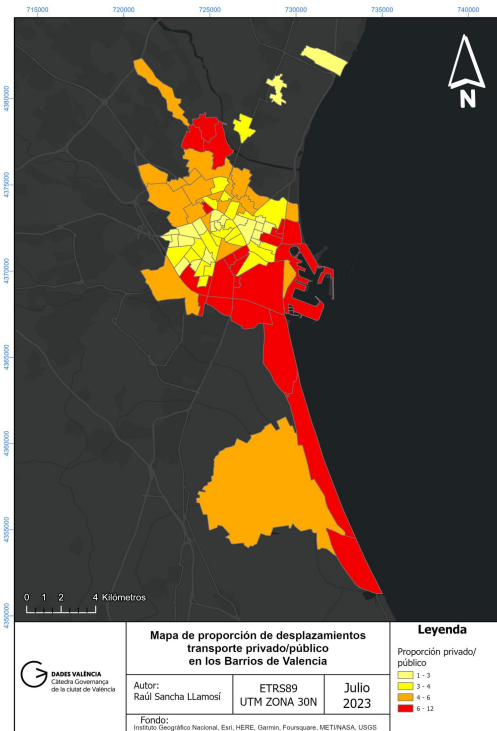 715000 720000 725000 730000 735000 740000
4380000
4375000
4370000
4365000
4360000
4355000
4350000
N
0 1 2 4 Kilómetros
DADES VALÈNCIA
Càtedra Governança
de la ciutat de València
Mapa de proporción de desplazamientos
transporte privado/público
en los Barrios de Valencia
Autor:
Raúl Sancha LLamosí
ETRS89
UTM ZONA 30N
Julio
2023
Fondo:
Instituto Geográfico Nacional, Esri, HERE, Garmin, Foursquare, METI/NASA, USGS
Leyenda
Proporción privado/
público
1 - 3
3 - 4
4 - 6
6 - 12